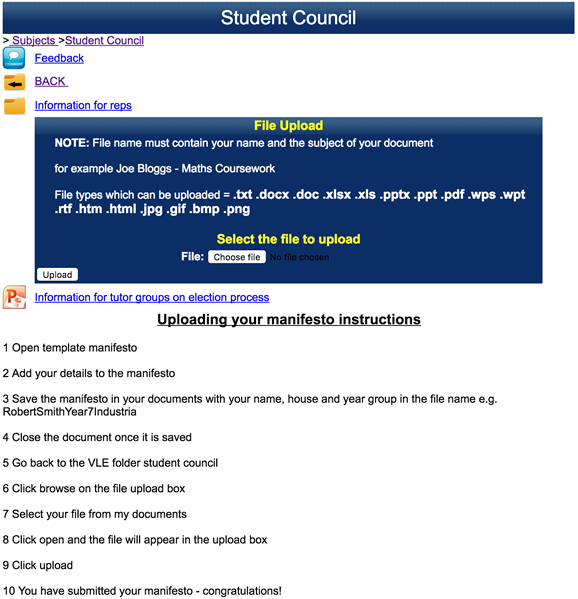 Student Council
> Subjects >Student Council
COMMENT
Feedback
BACK
Information for reps
File Upload
NOTE: File name must contain your name and the subject of your document
for example Joe Bloggs - Maths Coursework
File types which can be uploaded = .txt .docx .doc .xlsx .xls .pptx .ppt .pdf .wps .wpt
.rtf .htm .html .jpg .gif .bmp .png
Select the file to upload
File: Choose file No file chosen
Upload
Information for tutor groups on election process
Uploading your manifesto instructions
1 Open template manifesto
2 Add your details to the manifesto
3 Save the manifesto in your documents with your name, house and year group in the file name e.g.
RobertSmithYear7Industria
4 Close the document once it is saved
5 Go back to the VLE folder student council
6 Click browse on the file upload box
7 Select your file from my documents
8 Click open and the file will appear in the upload box
9 Click upload
10 You have submitted your manifesto - congratulations!